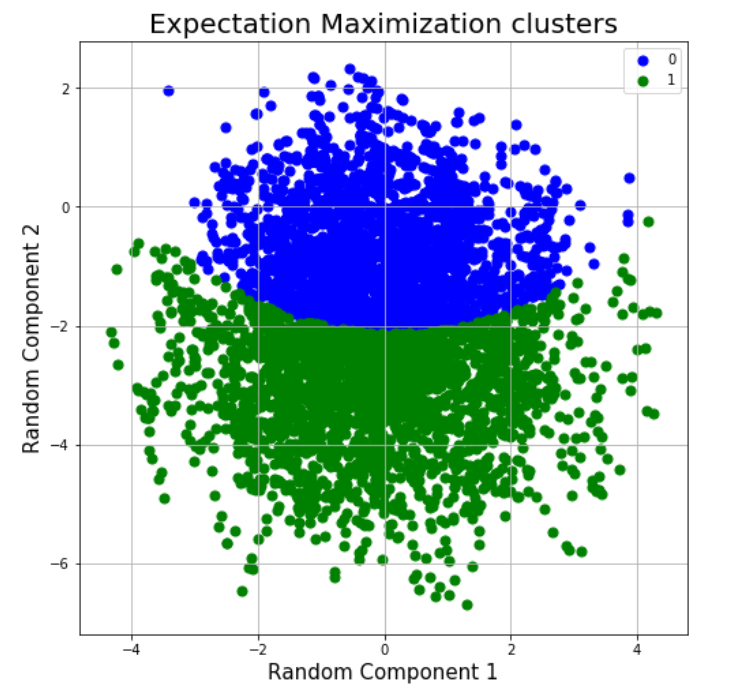 Expectation Maximization clusters
0
1
2
0
−2
−4
−6
Random Component 2
−4 −2 0 2 4
Random Component 1